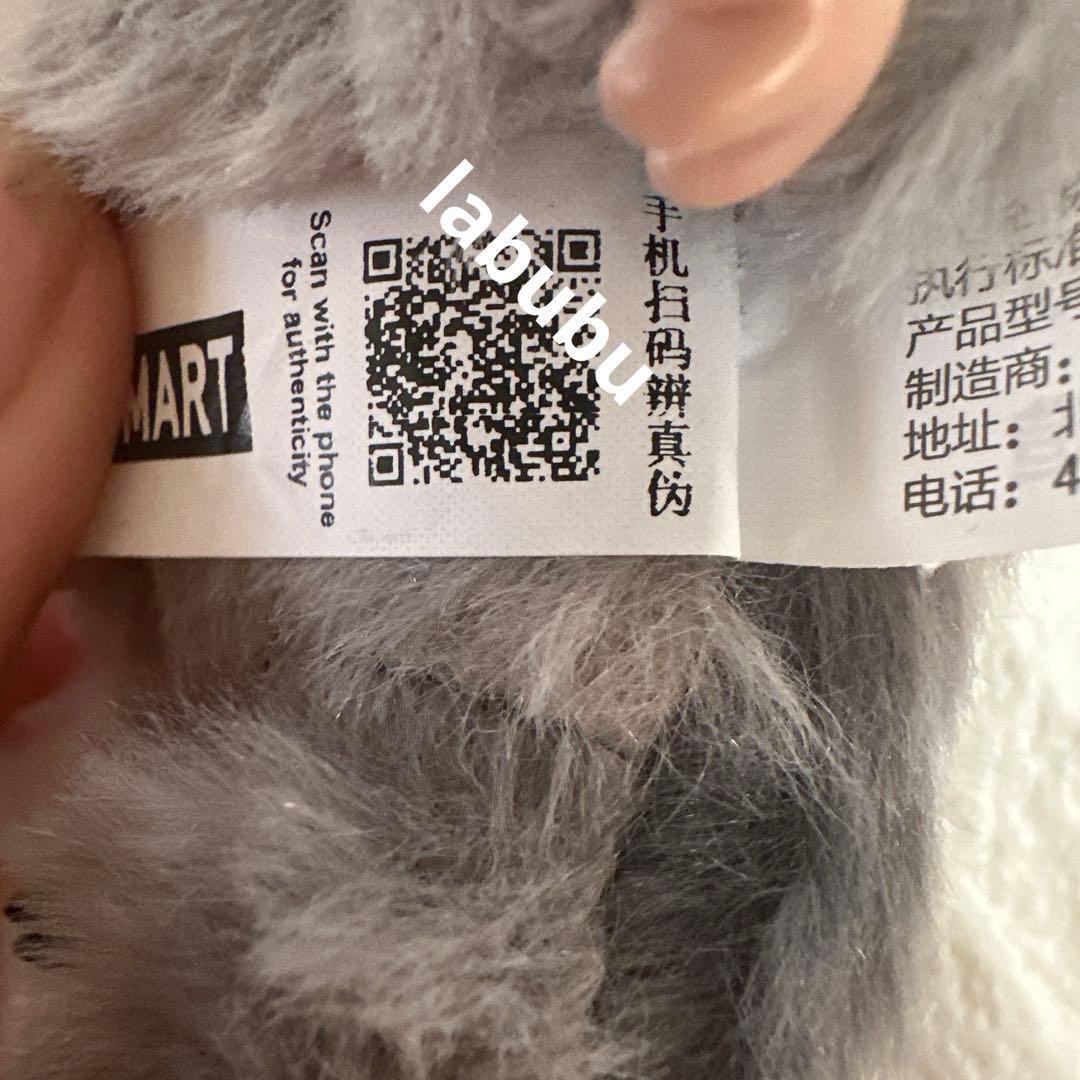 MART
Scan with the phone
for authenticity
labubu
手机扫码辨真伪
执行标准
产品型号
制造商：
地址：
电话：4